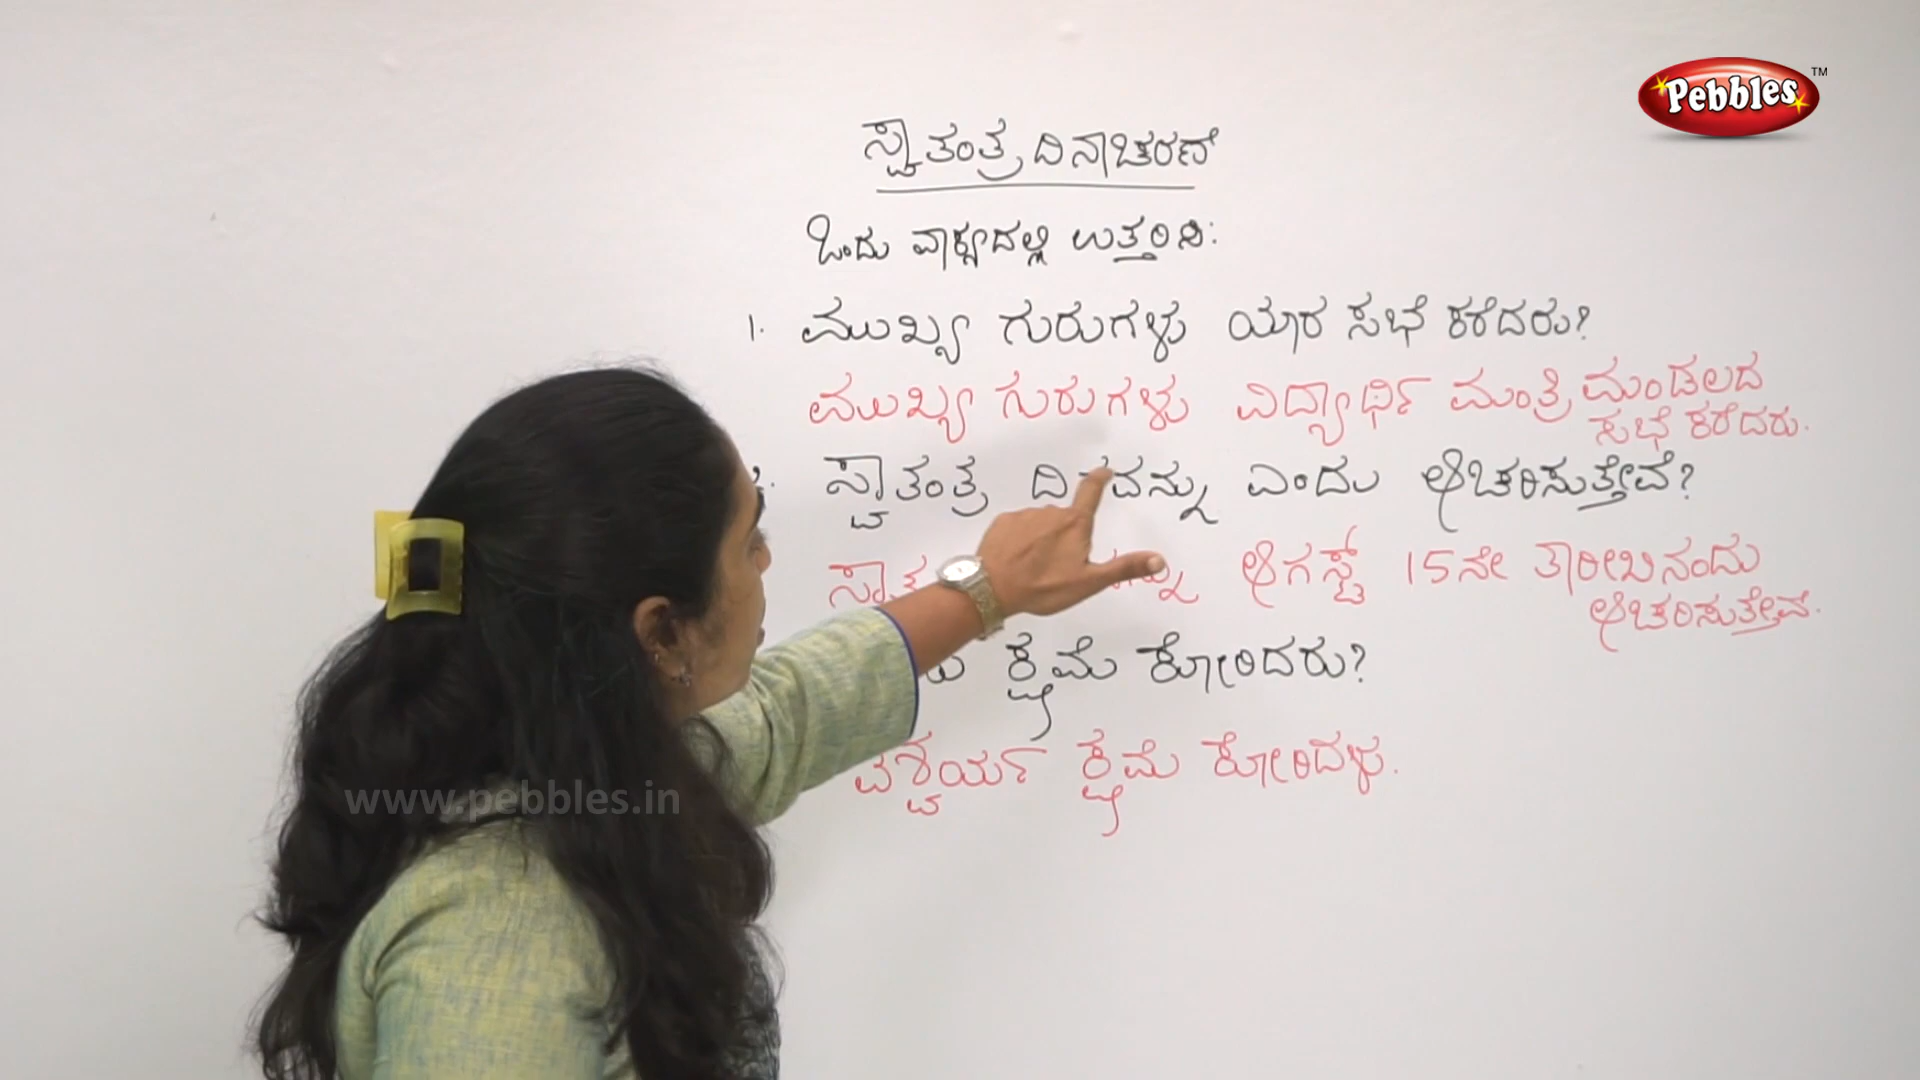 Pebbles TM
ಸ್ವಾತಂತ್ರ ದಿನಾಚರಣೆ
ಒಂದು ವಾಕ್ಯದಲ್ಲಿ ಉತ್ತರಿಸಿ:
1. ಮುಖ್ಯ ಗುರುಗಳು ಯಾರ ಸಭೆ ಕರೆದರು?
ಮುಖ್ಯ ಗುರುಗಳು ವಿದ್ಯಾರ್ಥಿ ಮಂತ್ರಿ ಮಂಡಲದ
ಸಭೆ ಕರೆದರು.
ಸ್ವಾತಂತ್ರ ಎಂದು ಆಚರಿಸುತ್ತೇವೆ?
ಆಗಸ್ಟ್ 15ನೇ ತಾರೀಖಿನಂದು
ಆಚರಿಸುತ್ತೇವೆ.
ಕ್ಷಮೆ ಕೋರಿದರು?
ಕ್ಷಮೆ ಕೋರಿದಳು.
www.pebbles.in